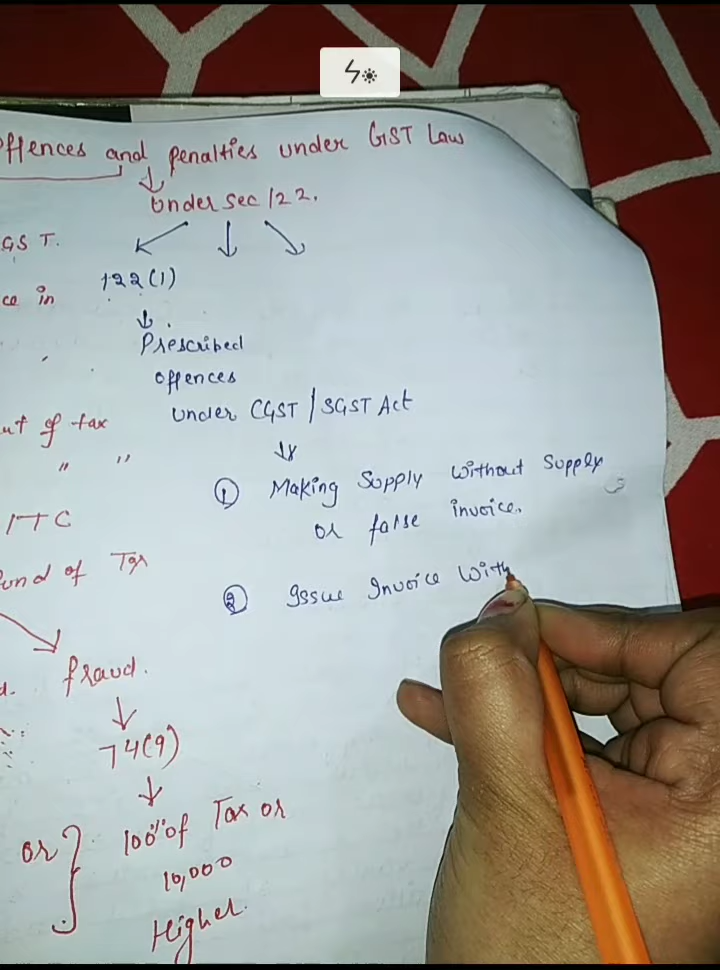 ffences and penalties under GST Law
Under Sec 122.
GST.
ce in
122(1)
Prescribed
offences
under CGST / SGST Act
ut of tax
" "
① Making Supply without Supply
or false invoice.
ITC
und of Tax
② Issue Invoice With
d. fraud.
74(9)
or } 100% of Tax or
10,000
Higher.